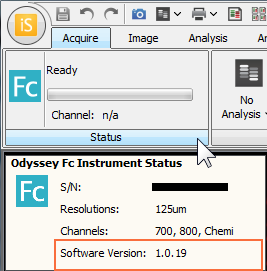 iS
Acquire Image Analysis
Fc
Ready
Channel: n/a
No
Analysis
Status
Odyssey Fc Instrument Status
Fc
S/N:
Resolutions: 125um
Channels: 700, 800, Chemi
Software Version: 1.0.19